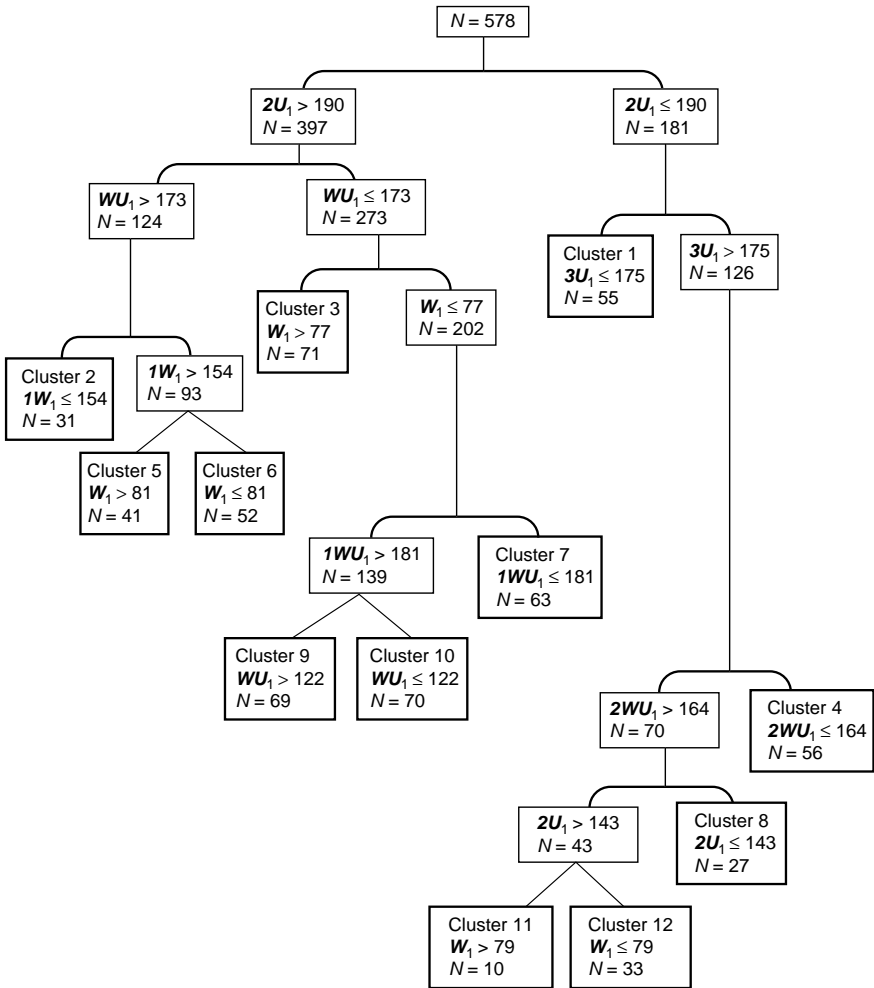 N = 578
2U1 > 190
N = 397
2U1 ≤ 190
N = 181
WU1 > 173
N = 124
WU1 ≤ 173
N = 273
Cluster 1
3U1 ≤ 175
N = 55
3U1 > 175
N = 126
Cluster 3
W1 > 77
N = 71
W1 ≤ 77
N = 202
Cluster 2
1W1 ≤ 154
N = 31
1W1 > 154
N = 93
Cluster 5
W1 > 81
N = 41
Cluster 6
W1 ≤ 81
N = 52
1WU1 > 181
N = 139
Cluster 7
1WU1 ≤ 181
N = 63
Cluster 9
WU1 > 122
N = 69
Cluster 10
WU1 ≤ 122
N = 70
2WU1 > 164
N = 70
Cluster 4
2WU1 ≤ 164
N = 56
2U1 > 143
N = 43
Cluster 8
2U1 ≤ 143
N = 27
Cluster 11
W1 > 79
N = 10
Cluster 12
W1 ≤ 79
N = 33